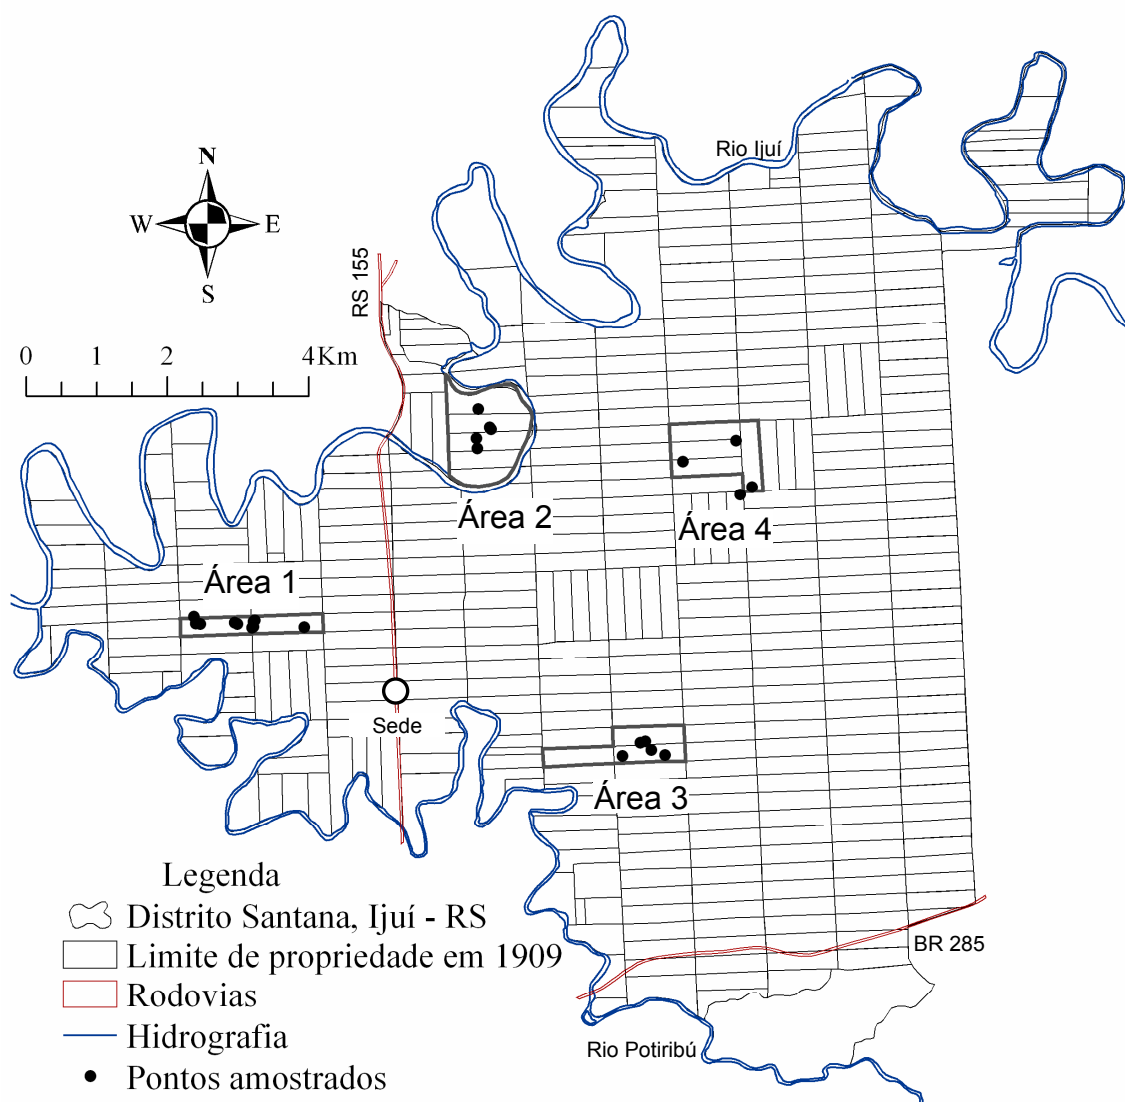 Rio Ijuí
N
W
E
S
RS 155
0 1 2 4Km
Área 2
Área 4
Área 1
Sede
Área 3
Legenda
Distrito Santana, Ijuí - RS
Limite de propriedade em 1909
BR 285
Rodovias
Hidrografia
Rio Potiribú
Pontos amostrados